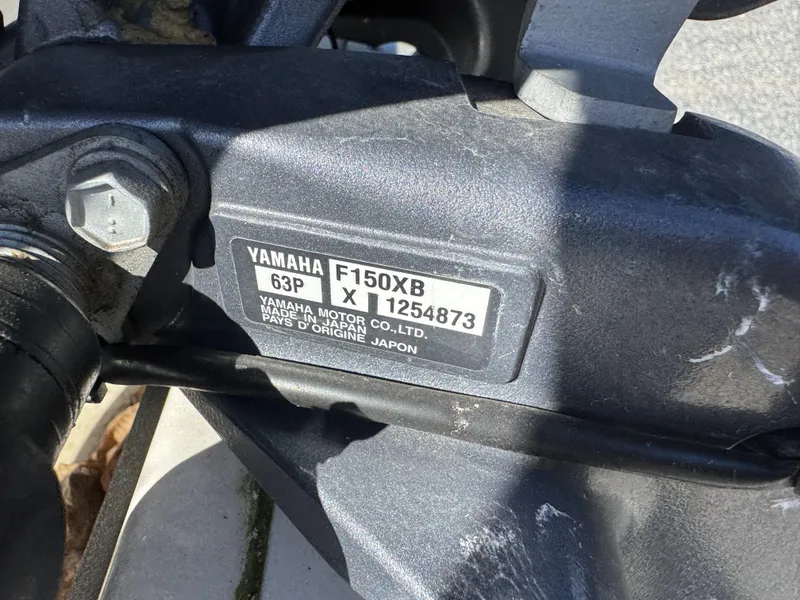 YAMAHA F150XB
63P X 1254873
YAMAHA MOTOR CO.,LTD.
MADE IN JAPAN
PAYS D'ORIGINE JAPON